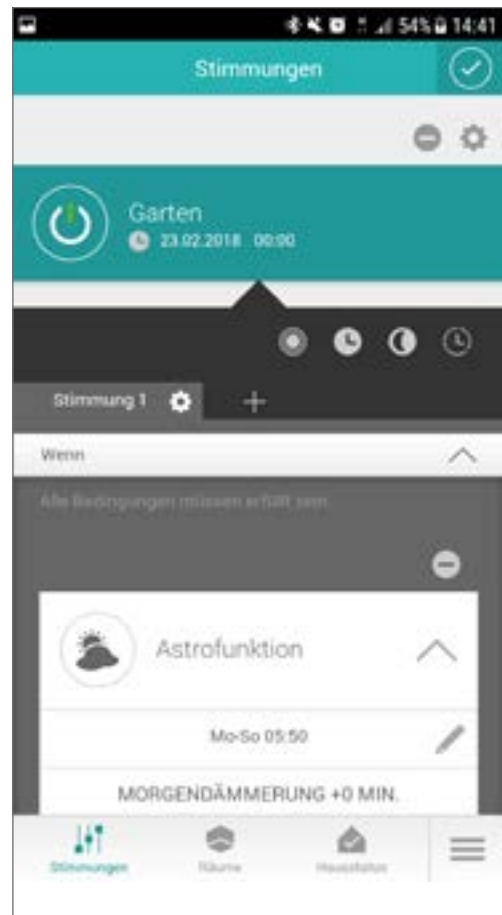 54% 14:41
Stimmungen
Garten
23.02.2018 00:00
Stimmung 1 +
Wenn
Alle Bedingungen müssen erfüllt sein.
Astrofunktion
Mo-So 05:50
MORGENDÄMMERUNG +0 MIN.
Stimmungen Räume Hausstatus